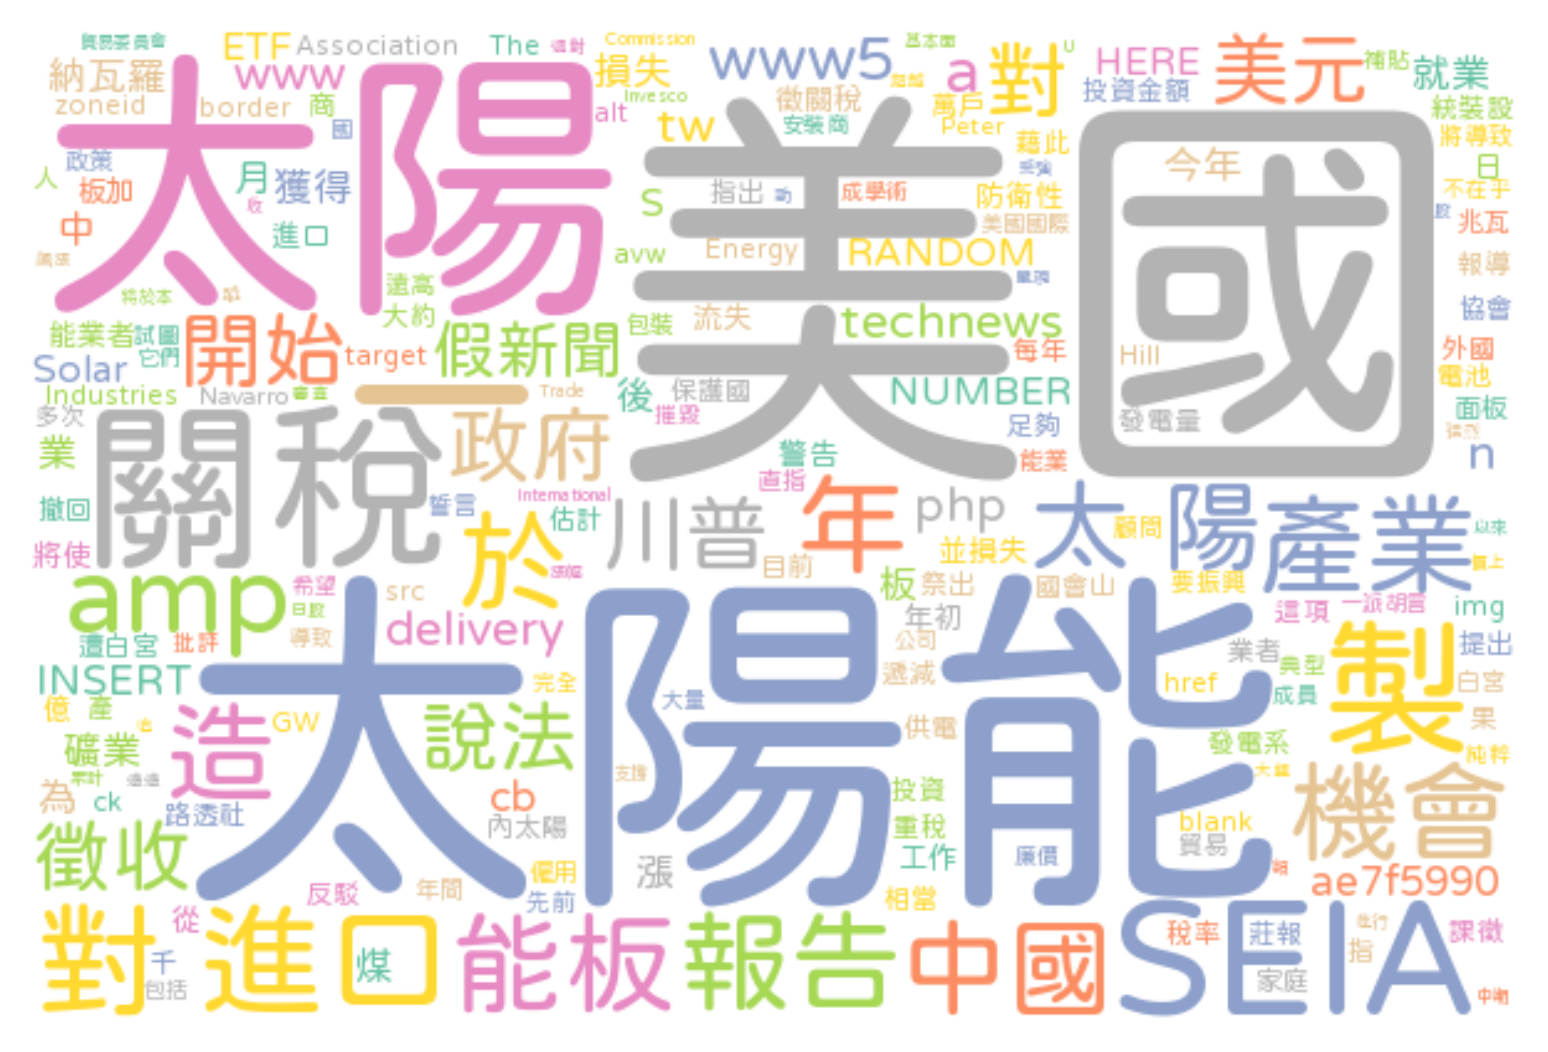 貿易委員會 ETF Association The Commission www5 基本面 a 對 U HERE 美元 補貼 就業
納瓦羅 www 損失 Invesco 徵關稅 萬戶 投資金額 統裝設
zoneid border 商 alt tw 安裝商 Peter 藉此 將導致
太 陽 美 國
政策 國 月 獲得 指出 成學術 防衛性 今年 日 不在乎
人 板加 S 美國國際 兆瓦
中 進口 avw Energy RANDOM 報導
遠高 大約 流失 協會
能業者 試圖 它們 開始 target 假新聞 包裝 technews 每年 Hill 外國
Solar Industries Navarro 審查 一 Trade 後 保護國 NUMBER 電池
多次 關稅 政府 摧毀 足夠 發電量 面板
業 警告 能業 n
撤回 誓言 International 估計 直指 川普 年 php 太 陽 產業 顧問 以來
將使 於 目前 並損失
amp 希望 src 板 祭出 國會山 要振興 這項 一派胡言 img
遭白宮 批評 導致 delivery 年初 公司 業者 典型 製 提出
INSERT 太陽能 完全 遞減 href 成員 白宮
億 產 造 GW 說法 大量 供電 發電系 果
礦業 支撐 純粹
為 ck 路透社 cb 內太陽 投資 blank 機會
徵收 漲 重稅 工作 廉價 貿易
反駁 年間 僱用 先前 相當 ae7f5990
對 進口 從 千 包括 煤 能板 報告 中國 SEIA 稅率 莊報 家庭 進行 指 課徵